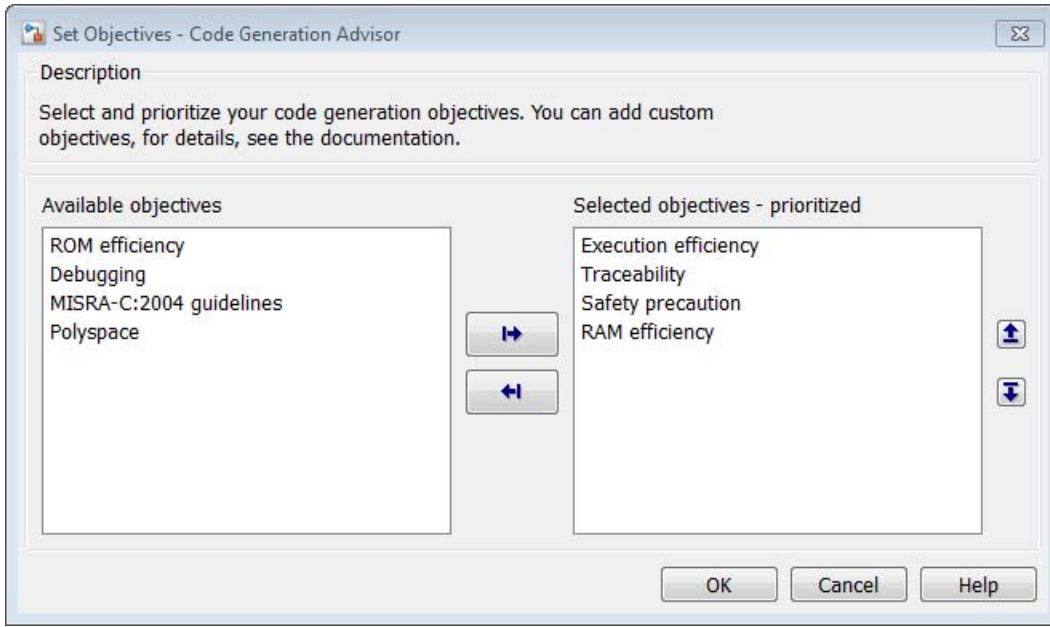 Set Objectives - Code Generation Advisor
Description
Select and prioritize your code generation objectives. You can add custom
objectives, for details, see the documentation.
Available objectives
ROM efficiency
Debugging
MISRA-C:2004 guidelines
Polyspace
Selected objectives - prioritized
Execution efficiency
Traceability
Safety precaution
RAM efficiency
OK
Cancel
Help